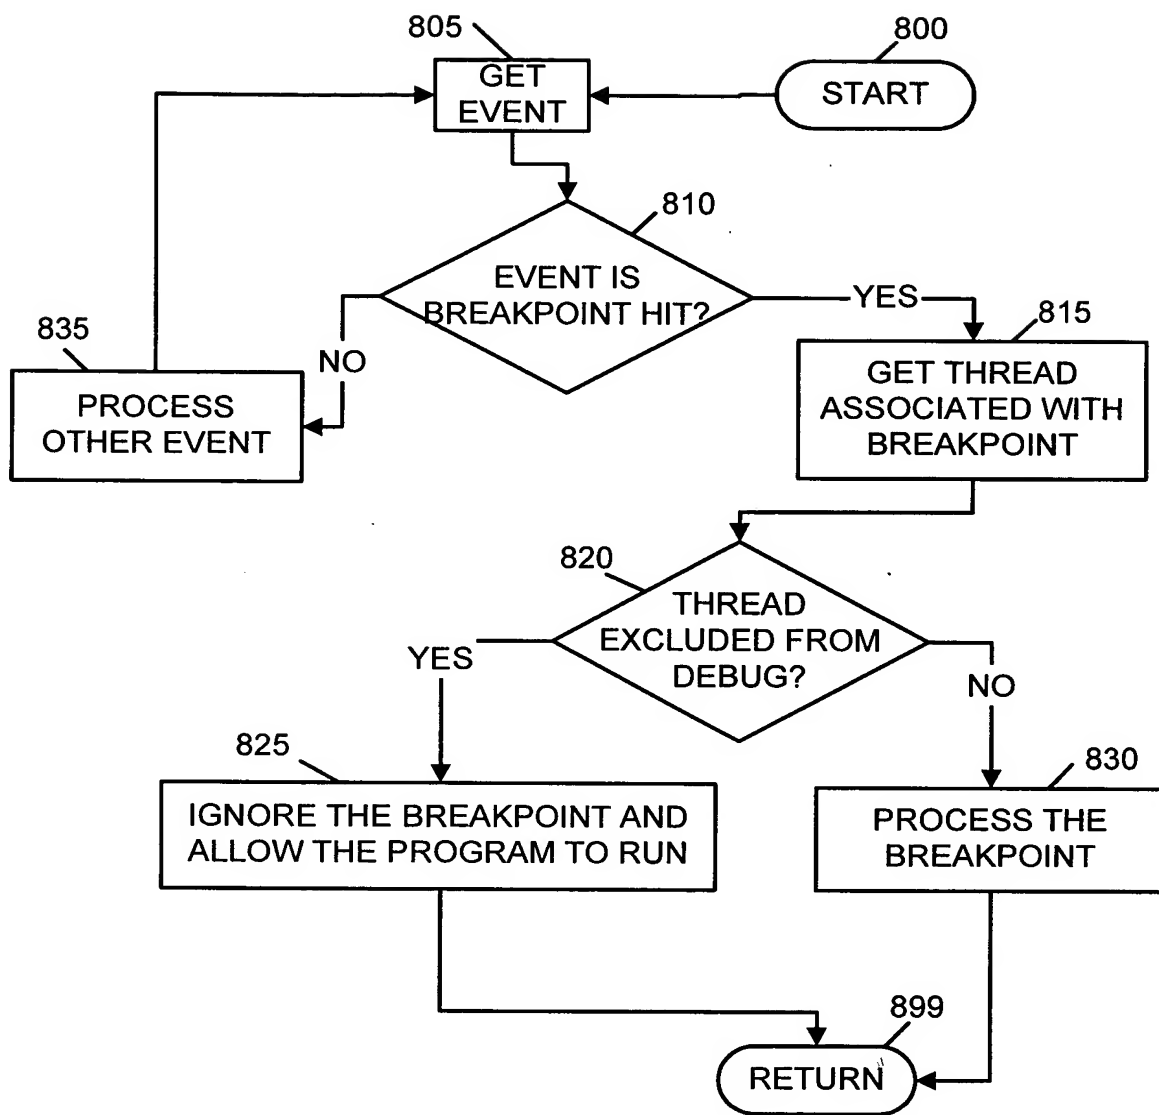 805
800
GET
EVENT
START
810
EVENT IS
BREAKPOINT HIT?
YES
835
NO
815
PROCESS
OTHER EVENT
GET THREAD
ASSOCIATED WITH
BREAKPOINT
820
THREAD
EXCLUDED FROM
DEBUG?
YES
NO
825
830
IGNORE THE BREAKPOINT AND
ALLOW THE PROGRAM TO RUN
PROCESS THE
BREAKPOINT
899
RETURN